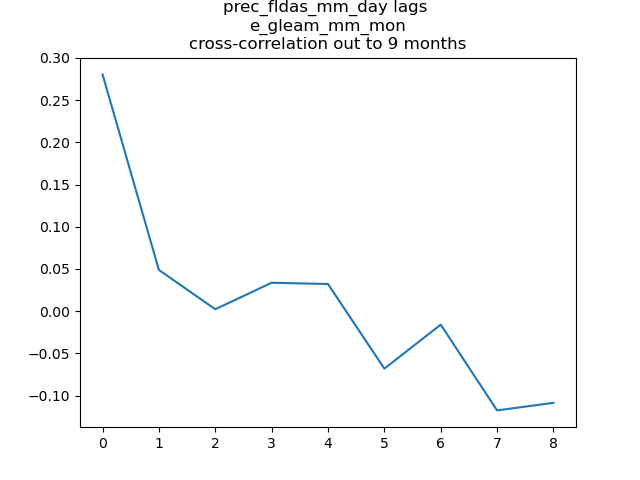 prec_fldas_mm_day lags
e_gleam_mm_mon
cross-correlation out to 9 months
0.30
0.25
0.20
0.15
0.10
0.05
0.00
−0.05
−0.10
0 1 2 3 4 5 6 7 8